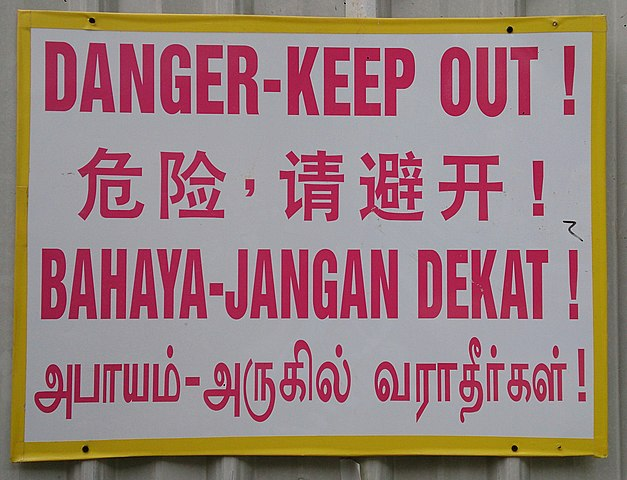 DANGER-KEEP OUT !
危险，请避开！
BAHAYA-JANGAN DEKAT !
அபாயம்-அருகில் வராதீர்கள்!